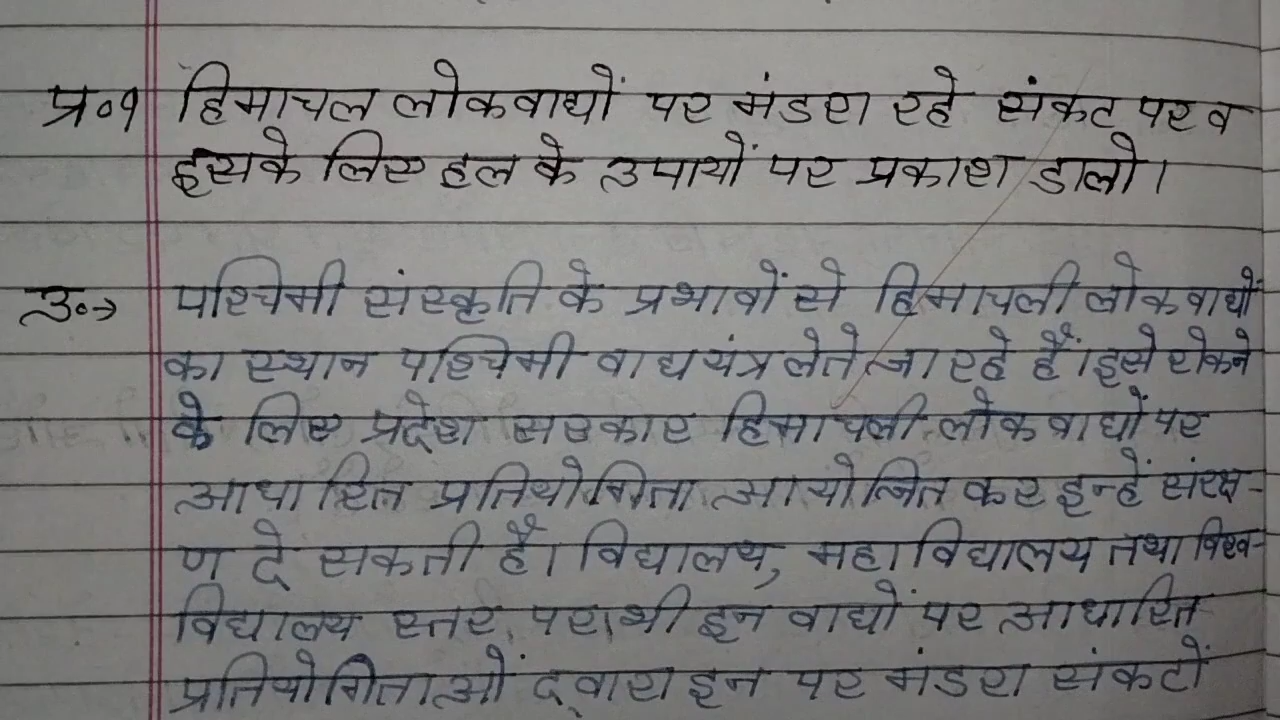 प्र०१ हिमाचल लोकवाद्यों पर मंडरा रहे संकट पर व
इसके लिए हल के उपायों पर प्रकाश डालो।
उ०→ पश्चिमी संस्कृति के प्रभावों से हिमाचली लोकवाद्यों
का स्थान पश्चिमी वाद्ययंत्र लेते जा रहे हैं। इसे रोकने
के लिए प्रदेश सरकार हिमाचली लोकवाद्यों पर
आधारित प्रतियोगिता आयोजित कर इन्हें संरक्ष-
ण दे सकती है। विद्यालय, महाविद्यालय तथा विश्व-
विद्यालय स्तर पर भी इन वाद्यों पर आधारित
प्रतियोगिताओं द्वारा इन पर मंडरा संकटों